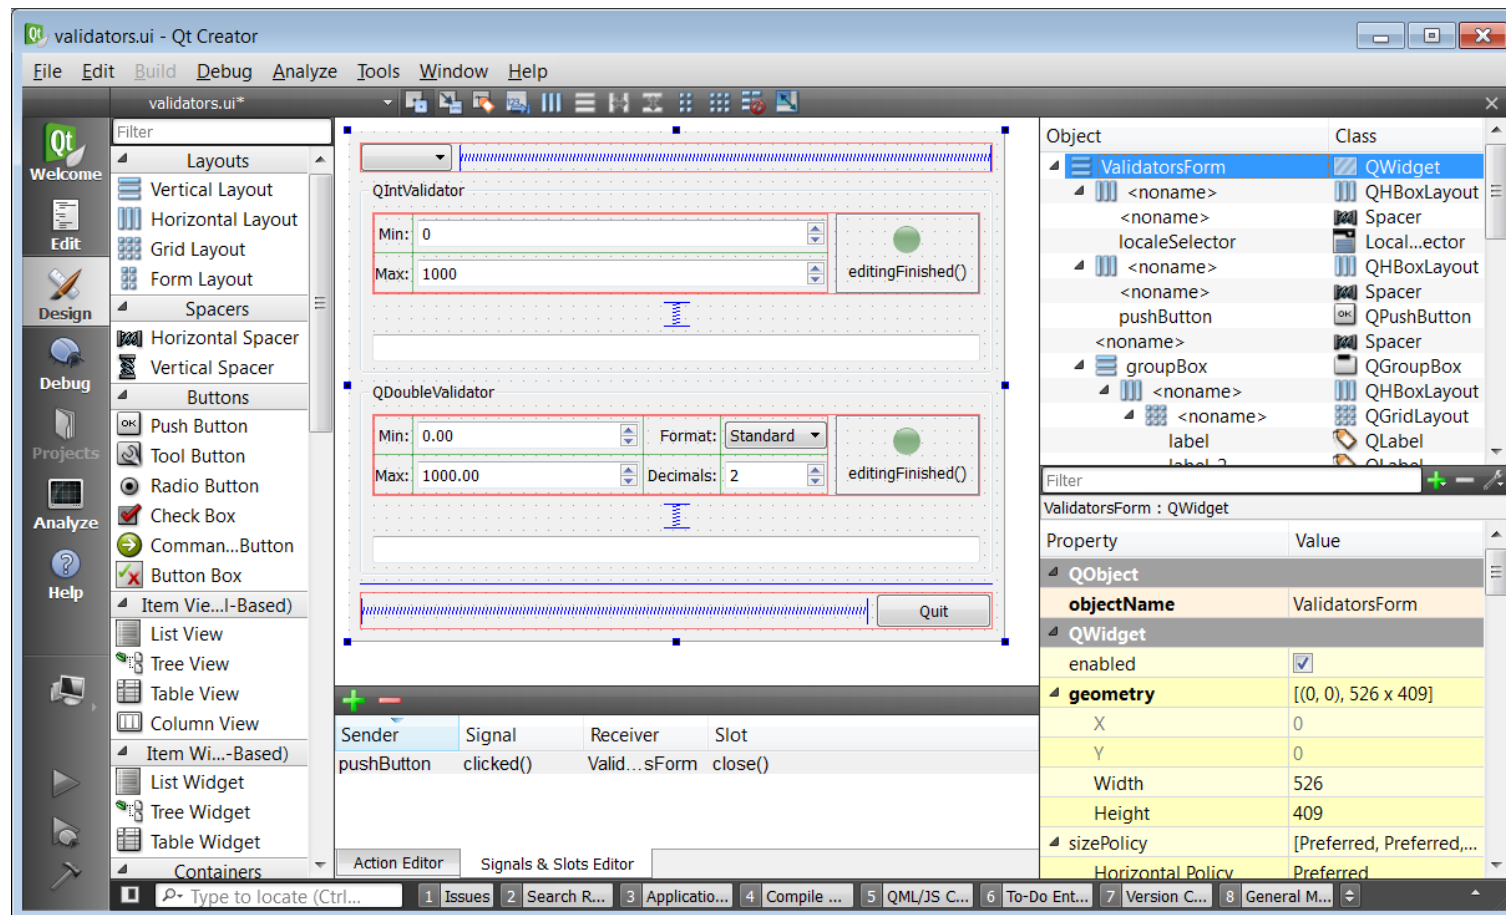 validators.ui - Qt Creator
File Edit Build Debug Analyze Tools Window Help
validators.ui*
Welcome
Edit
Design
Debug
Projects
Analyze
Help
Filter
Layouts
Vertical Layout
Horizontal Layout
Grid Layout
Form Layout
Spacers
Horizontal Spacer
Vertical Spacer
Buttons
Push Button
Tool Button
Radio Button
Check Box
Comman...Button
Button Box
Item Vie...l-Based)
List View
Tree View
Table View
Column View
Item Wi...-Based)
List Widget
Tree Widget
Table Widget
Containers
QIntValidator
Min: 0
Max: 1000
editingFinished()
QDoubleValidator
Min: 0.00 Format: Standard
Max: 1000.00 Decimals: 2
editingFinished()
Quit
Sender Signal Receiver Slot
pushButton clicked() Valid...sForm close()
Action Editor Signals & Slots Editor
Object Class
ValidatorsForm QWidget
<noname> QHBoxLayout
<noname> Spacer
localeSelector Local...ector
<noname> QHBoxLayout
<noname> Spacer
pushButton QPushButton
<noname> Spacer
groupBox QGroupBox
<noname> QHBoxLayout
<noname> QGridLayout
label QLabel
label_2 QLabel
Filter
ValidatorsForm : QWidget
Property Value
QObject
objectName ValidatorsForm
QWidget
enabled
geometry [(0, 0), 526 x 409]
X 0
Y 0
Width 526
Height 409
sizePolicy [Preferred, Preferred,...
Horizontal Policy Preferred
Type to locate (Ctrl... 1 Issues 2 Search R... 3 Applicatio... 4 Compile ... 5 QML/JS C... 6 To-Do Ent... 7 Version C... 8 General M...